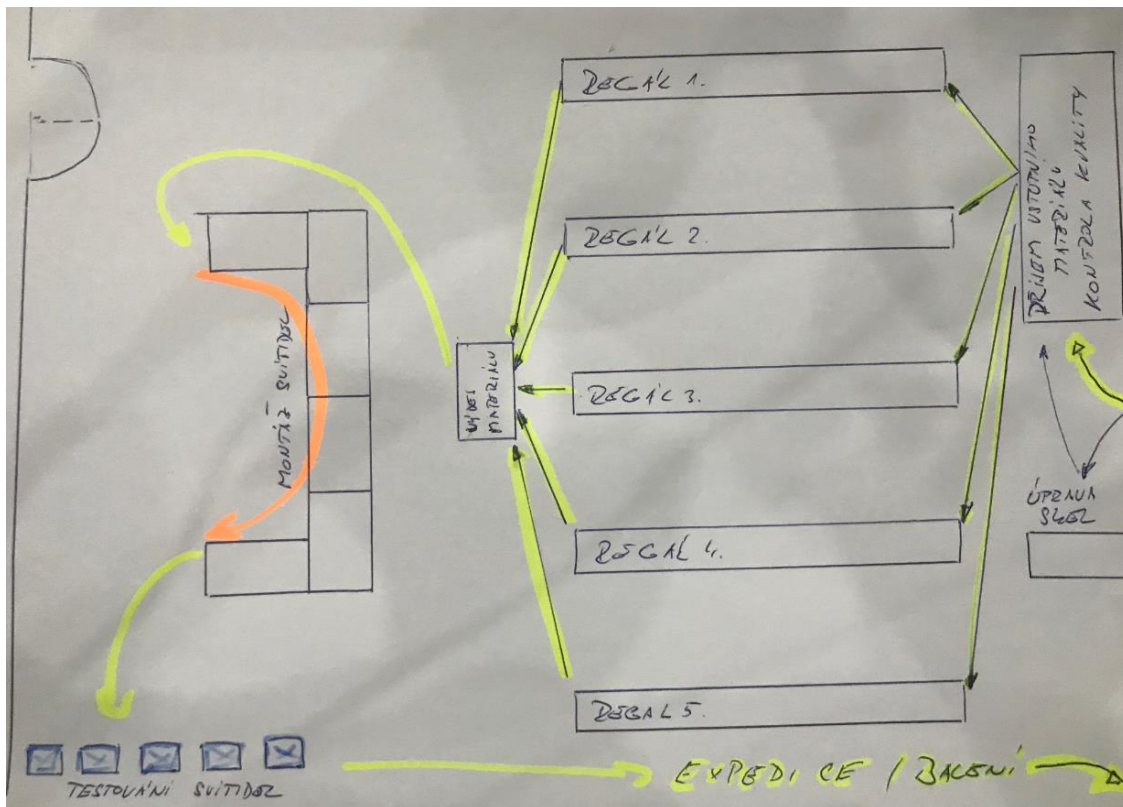 REGÁL 1.
REGÁL 2.
REGÁL 3.
REGÁL 4.
REGAL 5.
PŘÍJEM VSTUPNÍHO
MATERIÁLU
KONTROLA KVALITY
ÚPRAVA
SKEL
VÝDEJ
MATERIÁLU
MONTÁŽ SVÍTIDEL
TESTOVÁNÍ SVÍTIDEL
EXPEDICE / BALENÍ